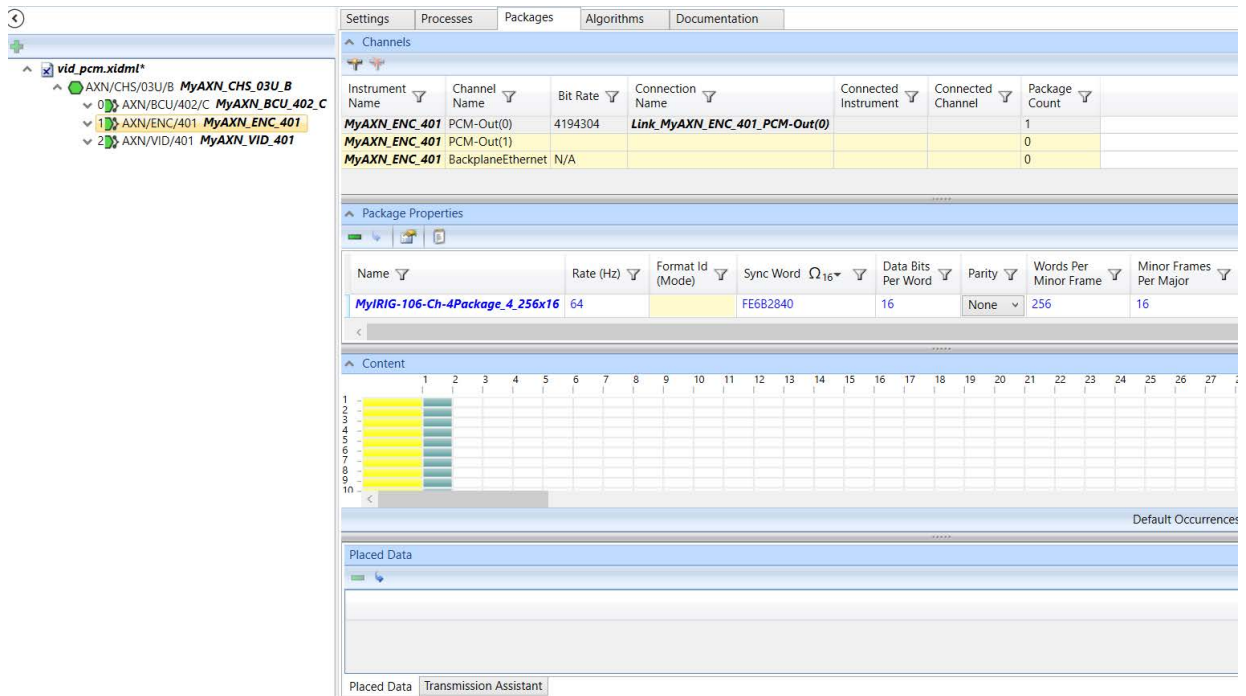 Settings Processes Packages Algorithms Documentation
Channels
vid_pcm.xidml*
AXN/CHS/03U/B MyAXN_CHS_03U_B
0 AXN/BCU/402/C MyAXN_BCU_402_C
1 AXN/ENC/401 MyAXN_ENC_401
2 AXN/VID/401 MyAXN_VID_401
Instrument Name Channel Name Bit Rate Connection Name Connected Instrument Connected Channel Package Count
MyAXN_ENC_401 PCM-Out(0) 4194304 Link_MyAXN_ENC_401_PCM-Out(0) 1
MyAXN_ENC_401 PCM-Out(1) 0
MyAXN_ENC_401 BackplaneEthernet N/A 0
Package Properties
Name Rate (Hz) Format Id (Mode) Sync Word Ω16 Data Bits Per Word Parity Words Per Minor Frame Minor Frames Per Major
MyIRIG-106-Ch-4Package_4_256x16 64 FE6B2840 16 None 256 16
Content
1 2 3 4 5 6 7 8 9 10 11 12 13 14 15 16 17 18 19 20 21 22 23 24 25 26 27
1
2
3
4
5
6
7
8
9
10
Default Occurrences
Placed Data
Placed Data Transmission Assistant